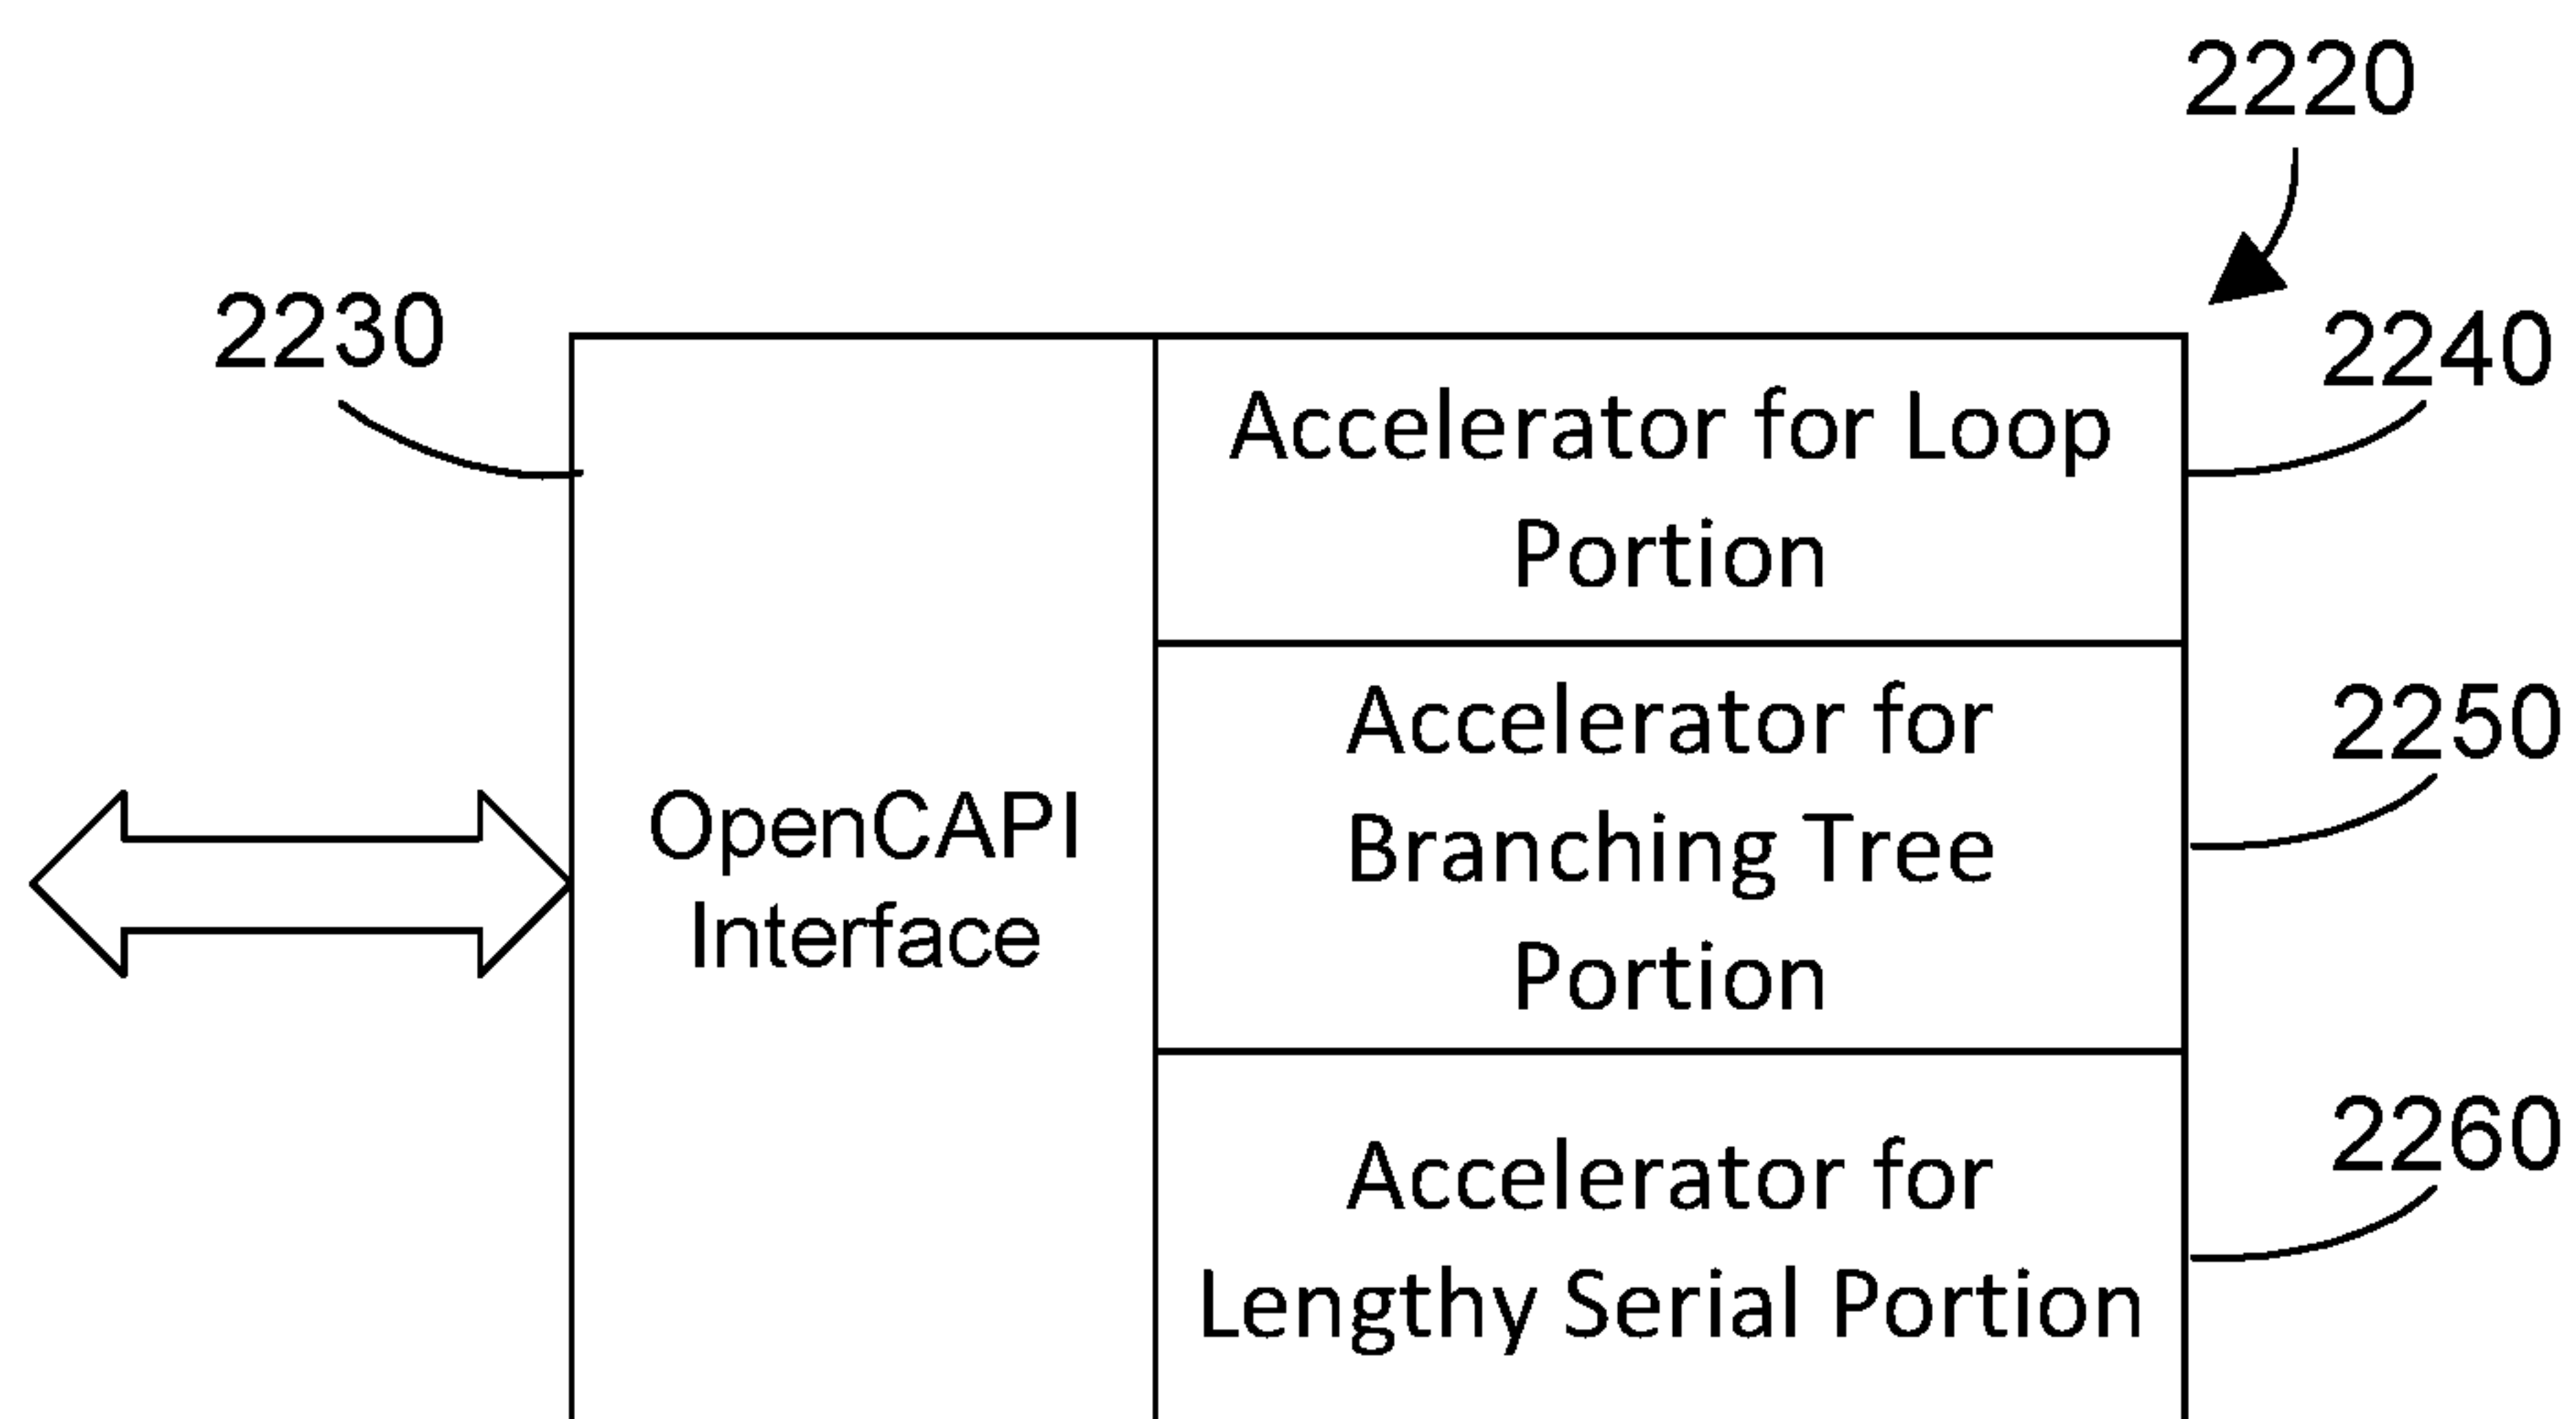 2220
2230
2240
Accelerator for Loop
Portion
2250
Accelerator for
Branching Tree
Portion
OpenCAPI
Interface
2260
Accelerator for
Lengthy Serial Portion